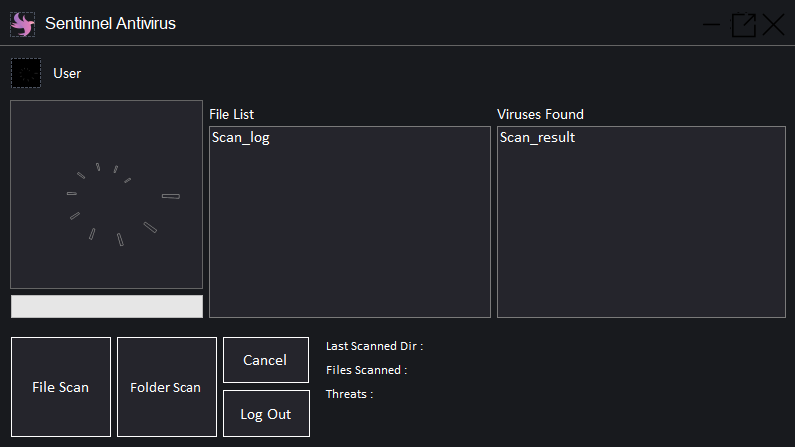 Sentinnel Antivirus
User
File List
Viruses Found
Scan_log
Scan_result
File Scan
Folder Scan
Cancel
Log Out
Last Scanned Dir :
Files Scanned :
Threats :